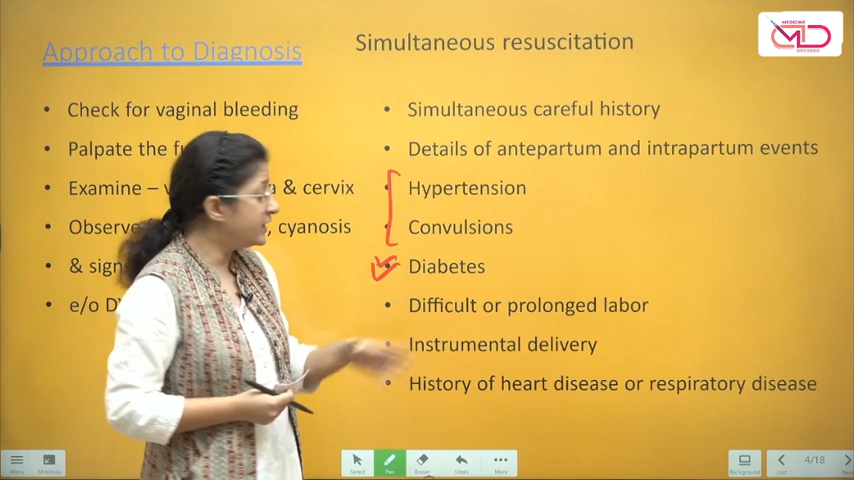 Approach to Diagnosis
Simultaneous resuscitation
MEDICINE
MD
DECODED
• Check for vaginal bleeding
• Palpate the
• Examine – & cervix
• Observe , cyanosis
• & sign
• e/o
• Simultaneous careful history
• Details of antepartum and intrapartum events
• Hypertension
• Convulsions
• Diabetes
• Difficult or prolonged labor
• Instrumental delivery
• History of heart disease or respiratory disease
Menu
Minimize
Select
Pen
Eraser
Undo
More
Background
4/18
Next